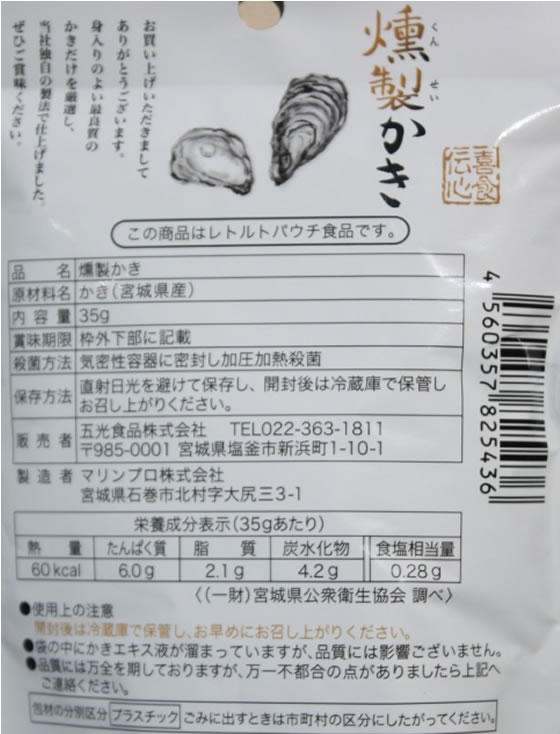 燻製かき
くんせい
喜食伝心
お買い上げいただきまして
ありがとうございます。
身入りのよい最良質の
かきだけを厳選し、
当社独自の製法で仕上げました。
ぜひご賞味ください。
この商品はレトルトパウチ食品です。
品 名 燻製かき
原材料名 かき(宮城県産)
内容量 35g
賞味期限 枠外下部に記載
殺菌方法 気密性容器に密封し加圧加熱殺菌
保存方法 直射日光を避けて保存し、開封後は冷蔵庫で保管し
お召し上がりください。
販売者 五光食品株式会社 TEL022-363-1811
〒985-0001 宮城県塩釜市新浜町1-10-1
製造者 マリンプロ株式会社
宮城県石巻市北村字大尻三3-1
4 560357 825436
栄養成分表示(35gあたり)
熱 量 たんぱく質 脂 質 炭水化物 食塩相当量
60kcal 6.0g 2.1g 4.2g 0.28g
〈(一財)宮城県公衆衛生協会 調べ〉
●使用上の注意
開封後は冷蔵庫で保管し、お早めにお召し上がりください。
●袋の中にかきエキス液が溜まっていますが、品質には影響ございません。
●品質には万全を期しておりますが、万一不都合の点がありましたら上記へ
ご連絡ください。
包材の分別区分 プラスチック ごみに出すときは市町村の区分にしたがってください。